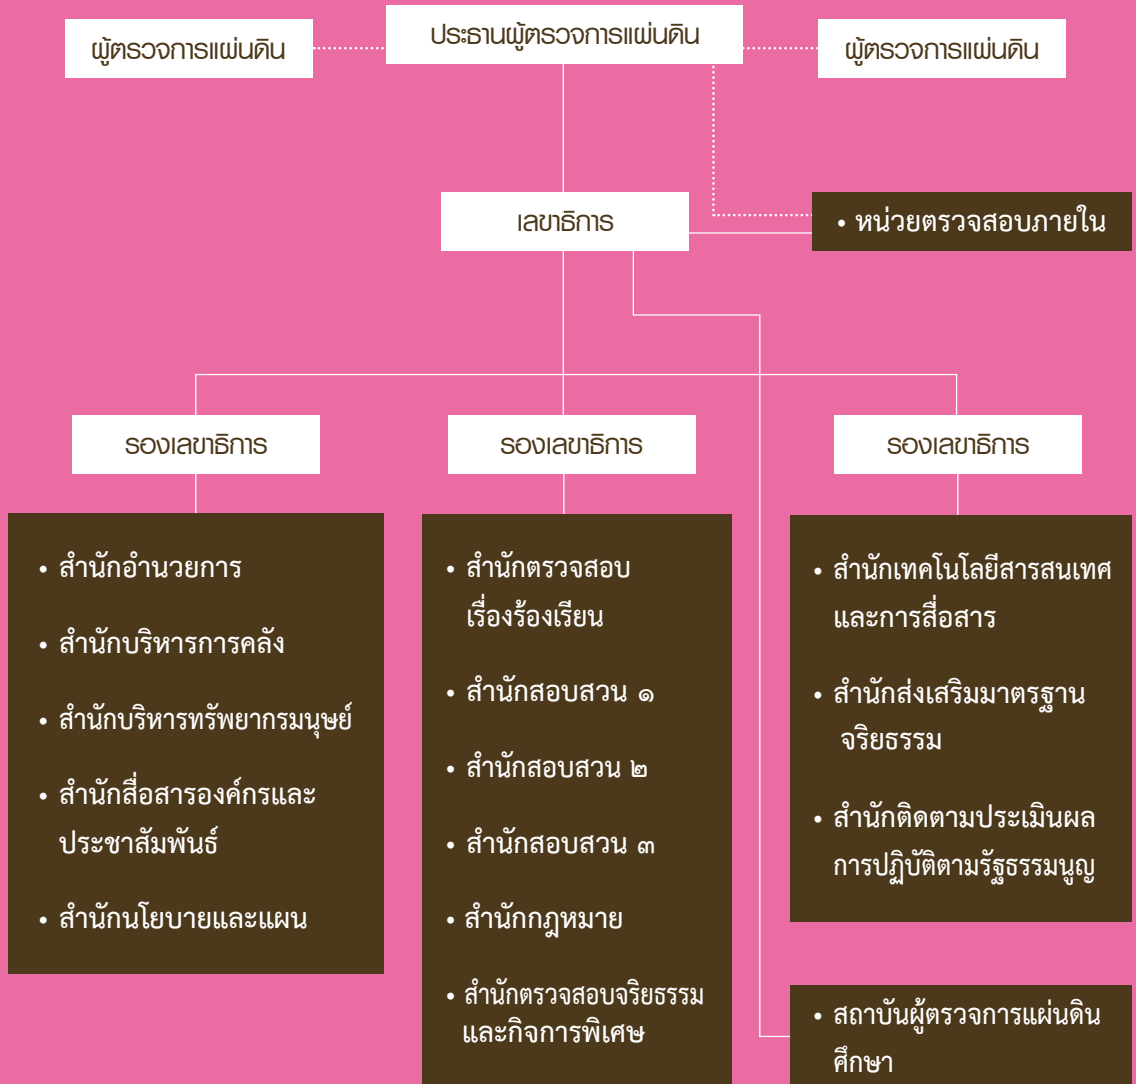 ผู้ตรวจการแผ่นดิน
ประธานผู้ตรวจการแผ่นดิน
ผู้ตรวจการแผ่นดิน
เลขาธิการ
• หน่วยตรวจสอบภายใน
รองเลขาธิการ
รองเลขาธิการ
รองเลขาธิการ
• สำนักอำนวยการ
• สำนักบริหารการคลัง
• สำนักบริหารทรัพยากรมนุษย์
• สำนักสื่อสารองค์กรและ
ประชาสัมพันธ์
• สำนักนโยบายและแผน
• สำนักตรวจสอบ
เรื่องร้องเรียน
• สำนักสอบสวน ๑
• สำนักสอบสวน ๒
• สำนักสอบสวน ๓
• สำนักกฎหมาย
• สำนักตรวจสอบจริยธรรม
และกิจการพิเศษ
• สำนักเทคโนโลยีสารสนเทศ
และการสื่อสาร
• สำนักส่งเสริมมาตรฐาน
จริยธรรม
• สำนักติดตามประเมินผล
การปฏิบัติตามรัฐธรรมนูญ
• สถาบันผู้ตรวจการแผ่นดิน
ศึกษา